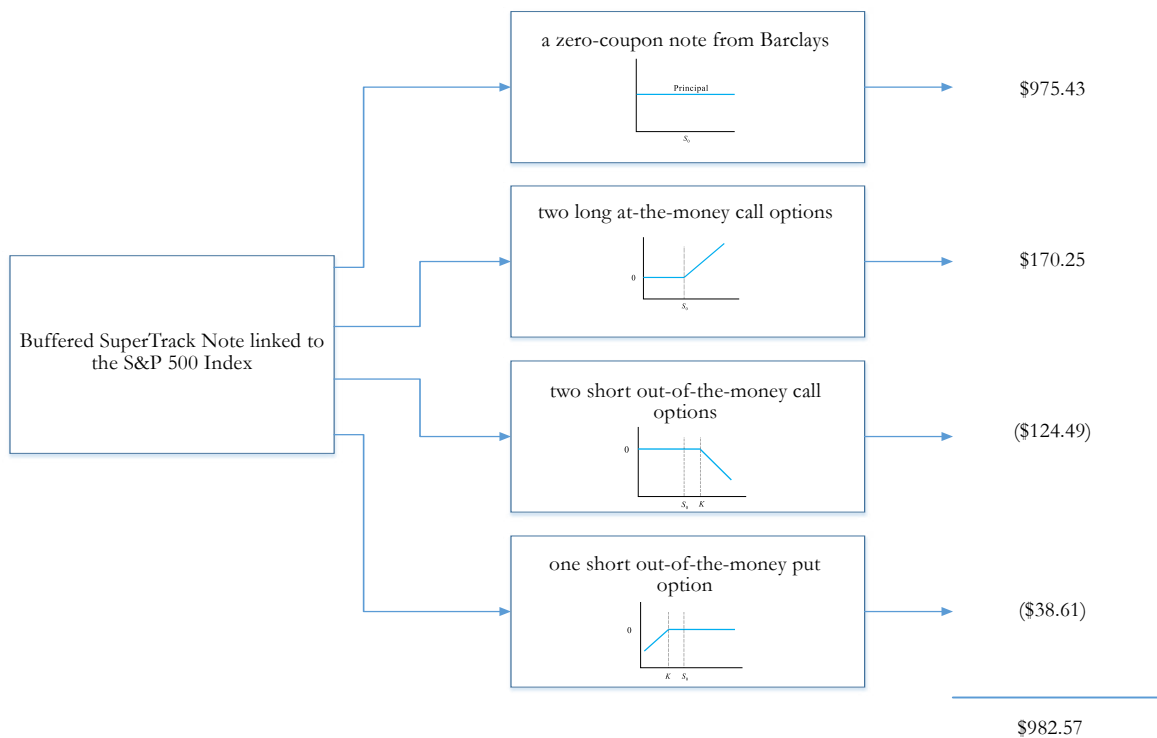 a zero-coupon note from Barclays
Principal
S₀
$975.43
two long at-the-money call options
0
S₀
$170.25
Buffered SuperTrack Note linked to
the S&P 500 Index
two short out-of-the-money call
options
0
S₀ K
($124.49)
one short out-of-the-money put
option
0
K S₀
($38.61)
$982.57